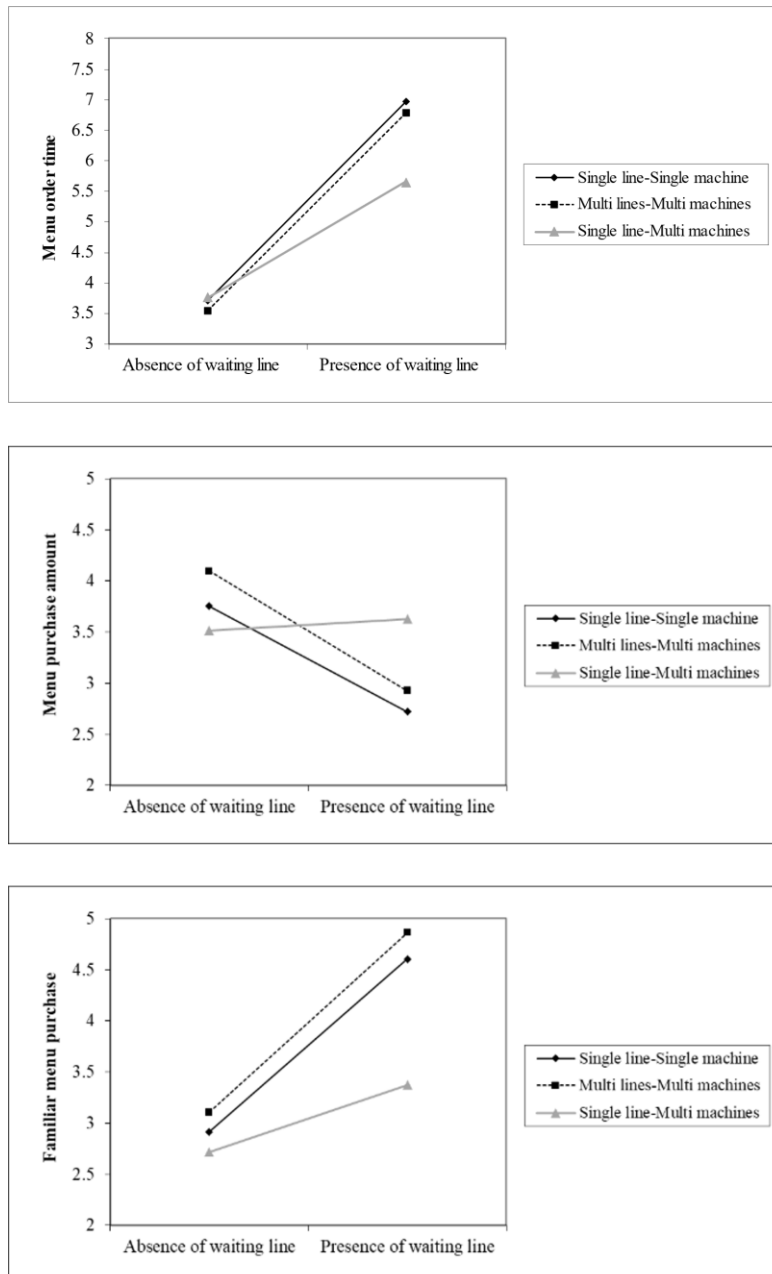 Menu order time
8
7.5
7
6.5
6
5.5
5
4.5
4
3.5
3
Absence of waiting line
Presence of waiting line
Single line-Single machine
Multi lines-Multi machines
Single line-Multi machines
Menu purchase amount
5
4.5
4
3.5
3
2.5
2
Absence of waiting line
Presence of waiting line
Single line-Single machine
Multi lines-Multi machines
Single line-Multi machines
Familiar menu purchase
5
4.5
4
3.5
3
2.5
2
Absence of waiting line
Presence of waiting line
Single line-Single machine
Multi lines-Multi machines
Single line-Multi machines